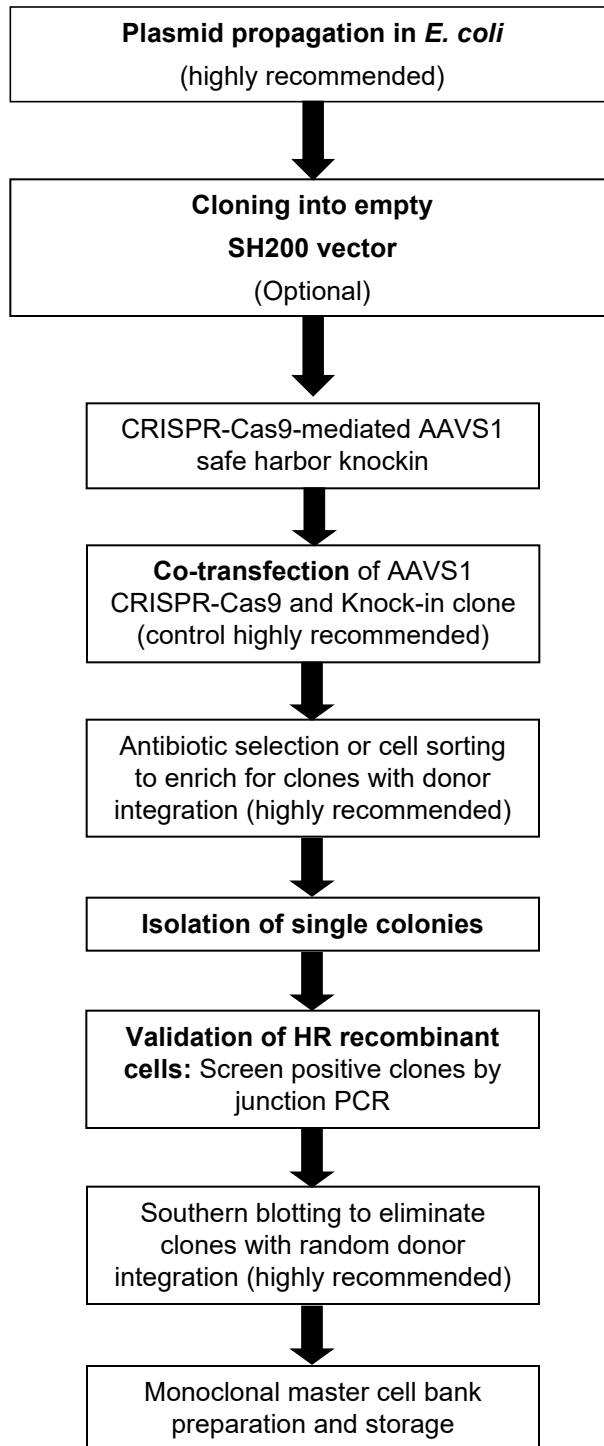 Plasmid propagation in E. coli
(highly recommended)
Cloning into empty
SH200 vector
(Optional)
CRISPR-Cas9-mediated AAVS1
safe harbor knockin
Co-transfection of AAVS1
CRISPR-Cas9 and Knock-in clone
(control highly recommended)
Antibiotic selection or cell sorting
to enrich for clones with donor
integration (highly recommended)
Isolation of single colonies
Validation of HR recombinant
cells: Screen positive clones by
junction PCR
Southern blotting to eliminate
clones with random donor
integration (highly recommended)
Monoclonal master cell bank
preparation and storage